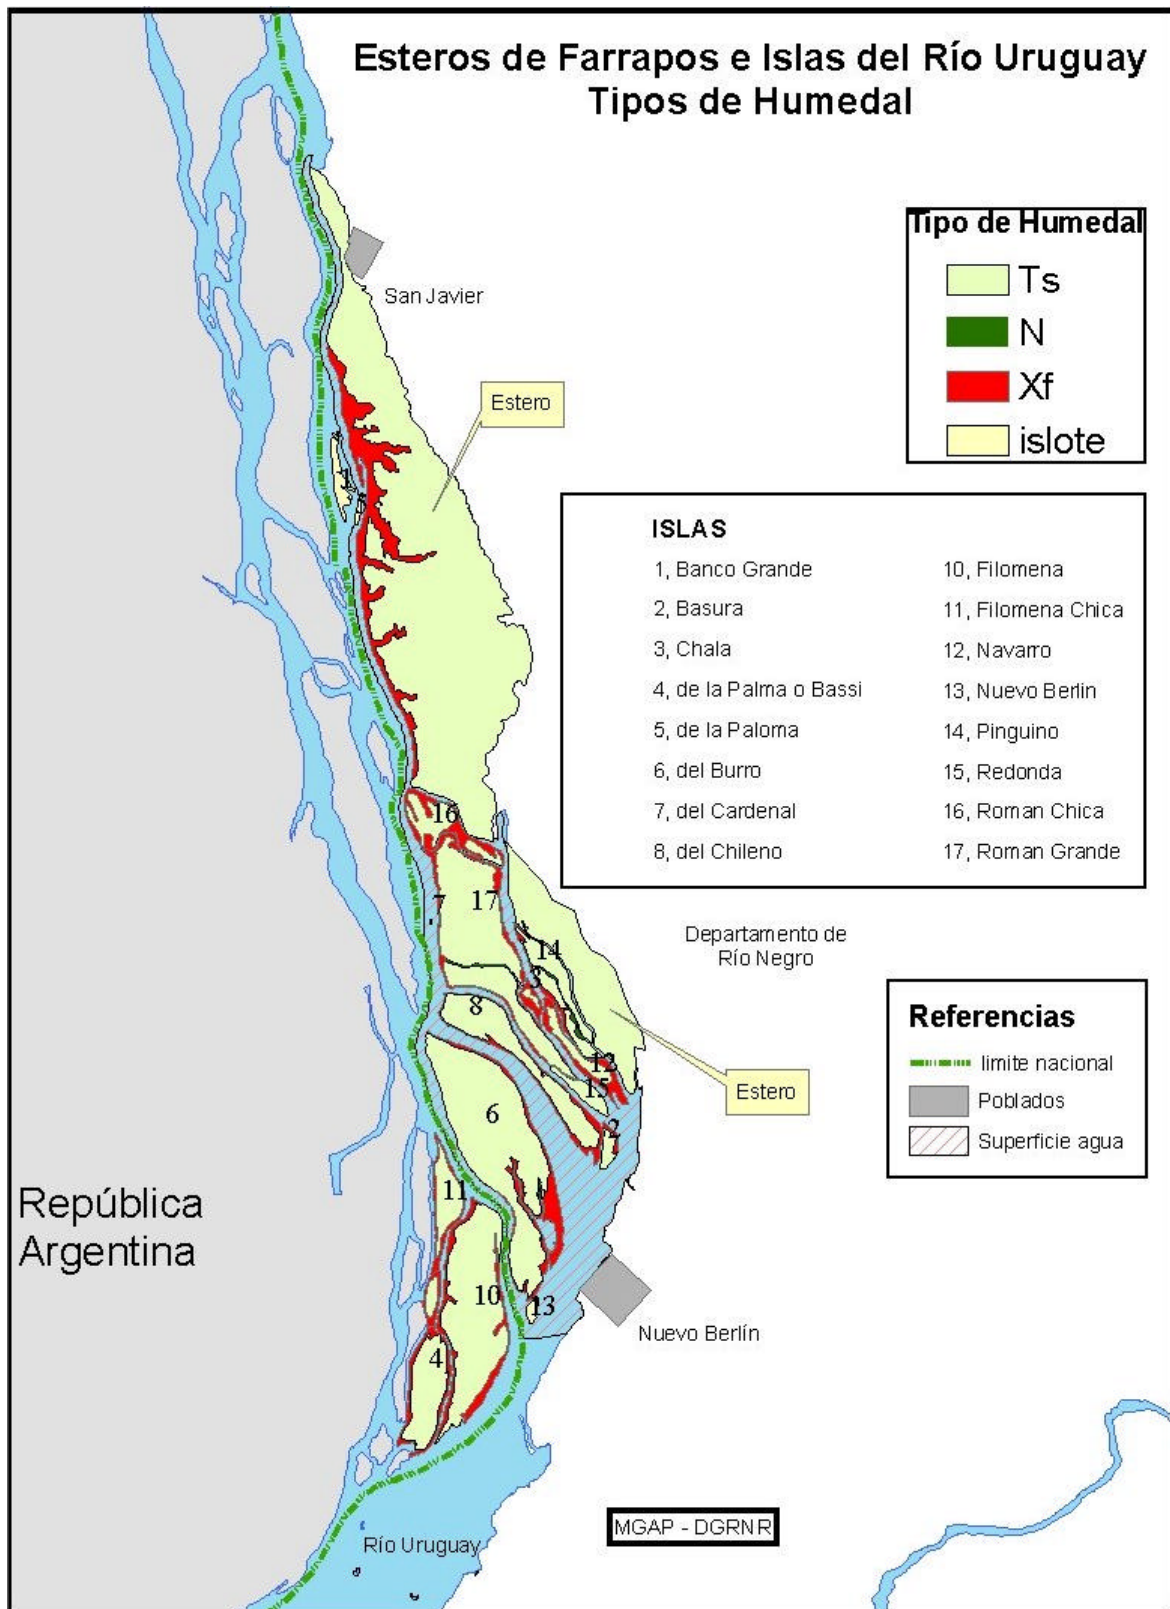 Esteros de Farrapos e Islas del Río Uruguay
Tipos de Humedal
Tipo de Humedal
Ts
N
Xf
islote
San Javier
Estero
ISLAS
1, Banco Grande
2, Basura
3, Chala
4, de la Palma o Bassi
5, de la Paloma
6, del Burro
7, del Cardenal
8, del Chileno
10, Filomena
11, Filomena Chica
12, Navarro
13, Nuevo Berlin
14, Pinguino
15, Redonda
16, Roman Chica
17, Roman Grande
1
16
7
17
14
3
8
12
15
2
6
11
10
13
4
Departamento de
Río Negro
Estero
Referencias
limite nacional
Poblados
Superficie agua
República
Argentina
Nuevo Berlín
MGAP - DGRNR
Río Uruguay